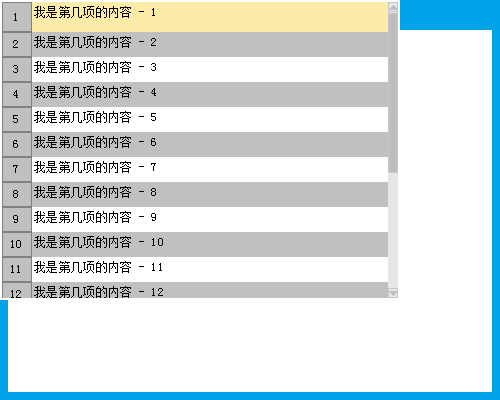 1 我是第几项的内容 - 1
2 我是第几项的内容 - 2
3 我是第几项的内容 - 3
4 我是第几项的内容 - 4
5 我是第几项的内容 - 5
6 我是第几项的内容 - 6
7 我是第几项的内容 - 7
8 我是第几项的内容 - 8
9 我是第几项的内容 - 9
10 我是第几项的内容 - 10
11 我是第几项的内容 - 11
12 我是第几项的内容 - 12